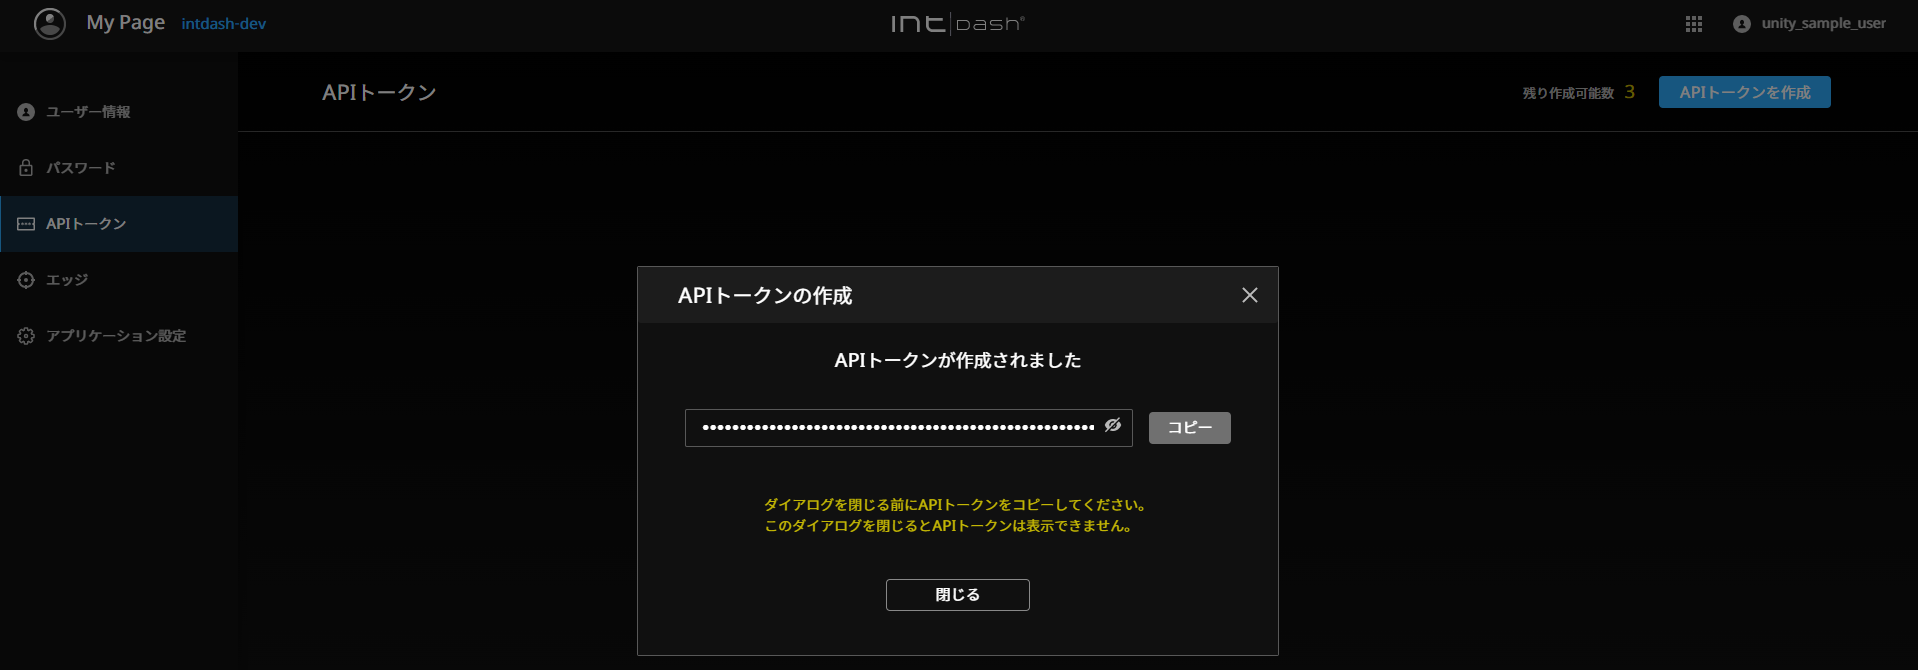 My Page intdash-dev
intdash®
unity_sample_user
ユーザー情報
パスワード
APIトークン
エッジ
アプリケーション設定
APIトークン
残り作成可能数 3
APIトークンを作成
APIトークンの作成
APIトークンが作成されました
コピー
ダイアログを閉じる前にAPIトークンをコピーしてください。
このダイアログを閉じるとAPIトークンは表示できません。
閉じる